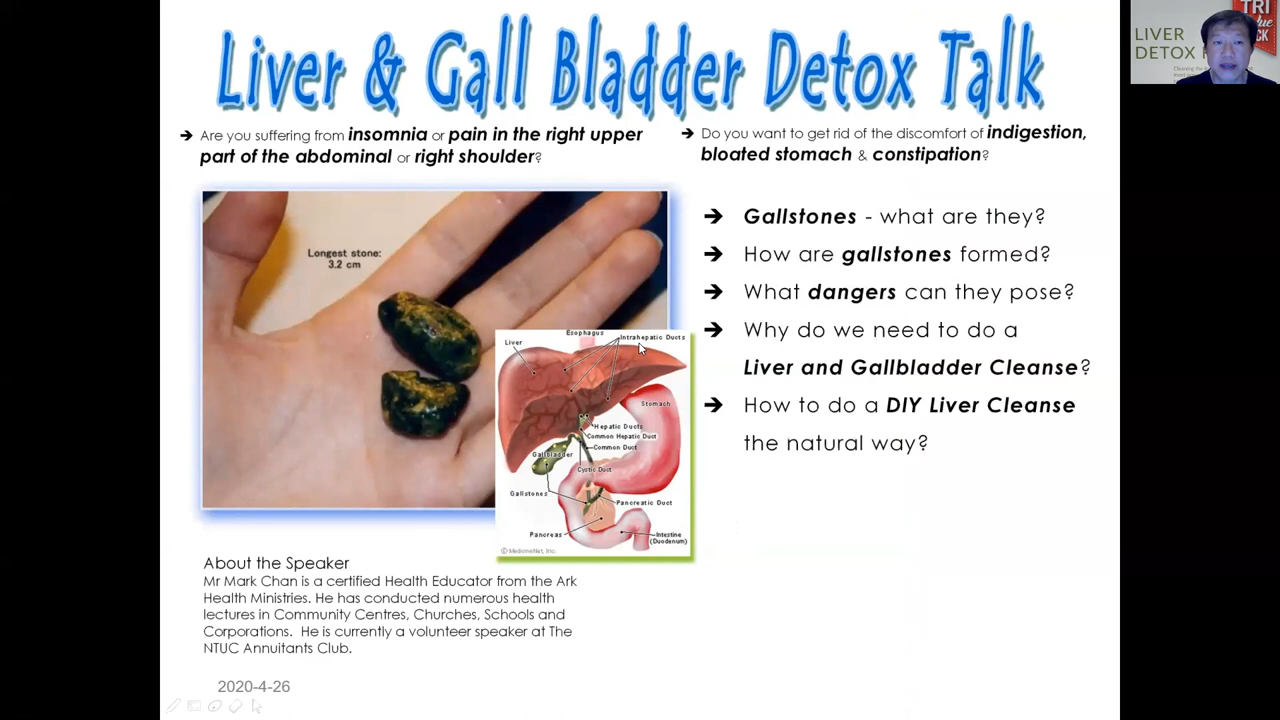 Liver & Gall Bladder Detox Talk
LIVER
DETOX
TRI
➔ Are you suffering from insomnia or pain in the right upper
part of the abdominal or right shoulder?
➔ Do you want to get rid of the discomfort of indigestion,
bloated stomach & constipation?
Longest stone:
3,2 cm
Esophagus
Liver
Intrahepatic Ducts
Stomach
Hepatic Ducts
Common Hepatic Duct
Common Duct
Gallbladder
Cystic Duct
Gallstones
Pancreatic Duct
Pancreas
Intestine
(Duodenum)
© MedicineNet, Inc.
➔ Gallstones - what are they?
➔ How are gallstones formed?
➔ What dangers can they pose?
➔ Why do we need to do a
Liver and Gallbladder Cleanse?
➔ How to do a DIY Liver Cleanse
the natural way?
About the Speaker
Mr Mark Chan is a certified Health Educator from the Ark
Health Ministries. He has conducted numerous health
lectures in Community Centres, Churches, Schools and
Corporations. He is currently a volunteer speaker at The
NTUC Annuitants Club.
2020-4-26